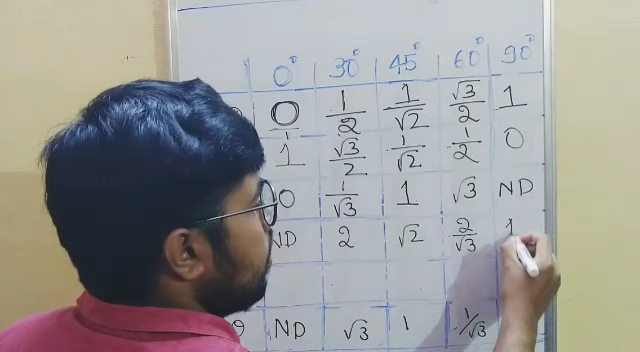 0° 30° 45° 60° 90°
0 1/2 1/√2 √3/2 1
1 √3/2 1/√2 1/2 0
0 1/√3 1 √3 ND
ND 2 √2 2/√3 1
ND √3 1 1/√3